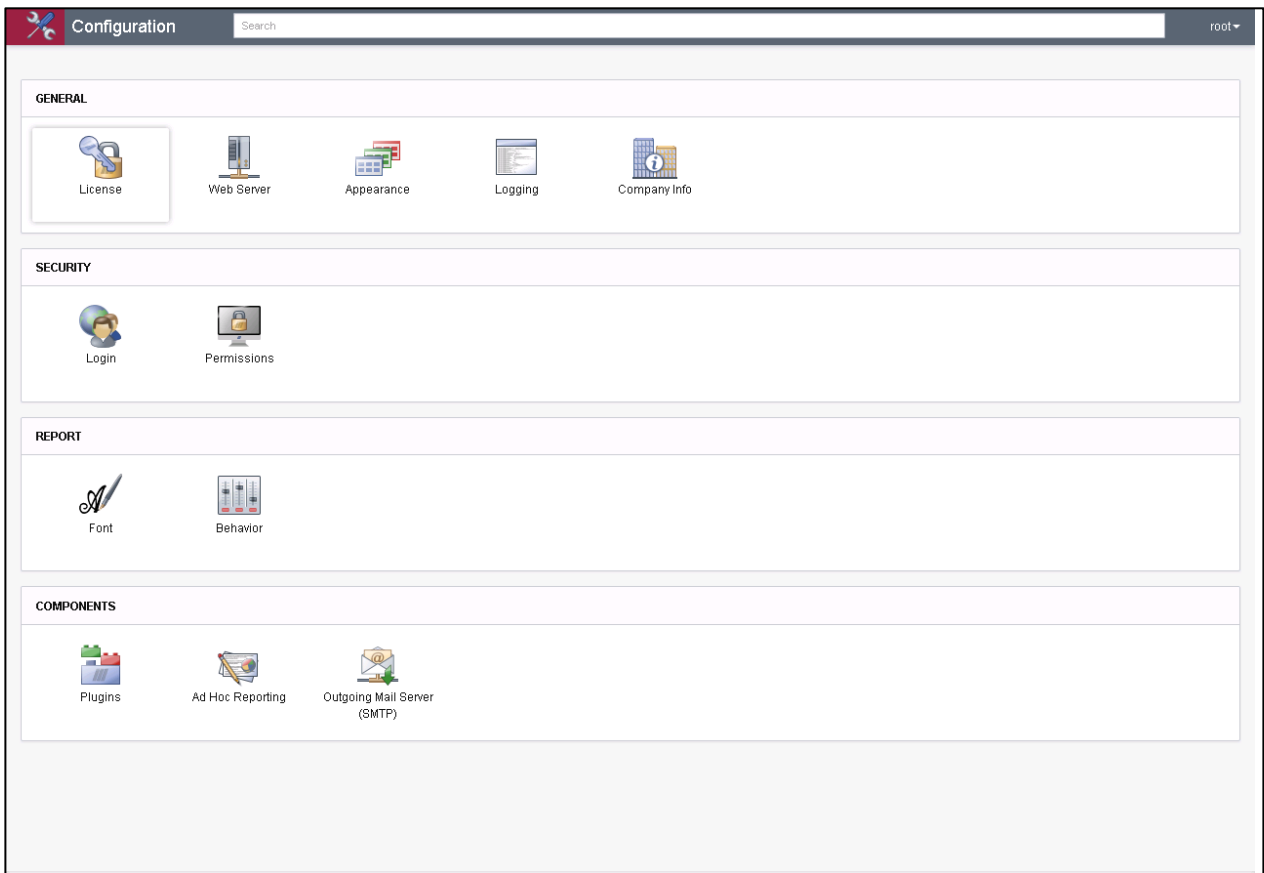 Configuration
Search
root
GENERAL
License
Web Server
Appearance
Logging
Company Info
SECURITY
Login
Permissions
REPORT
Font
Behavior
COMPONENTS
Plugins
Ad Hoc Reporting
Outgoing Mail Server
(SMTP)